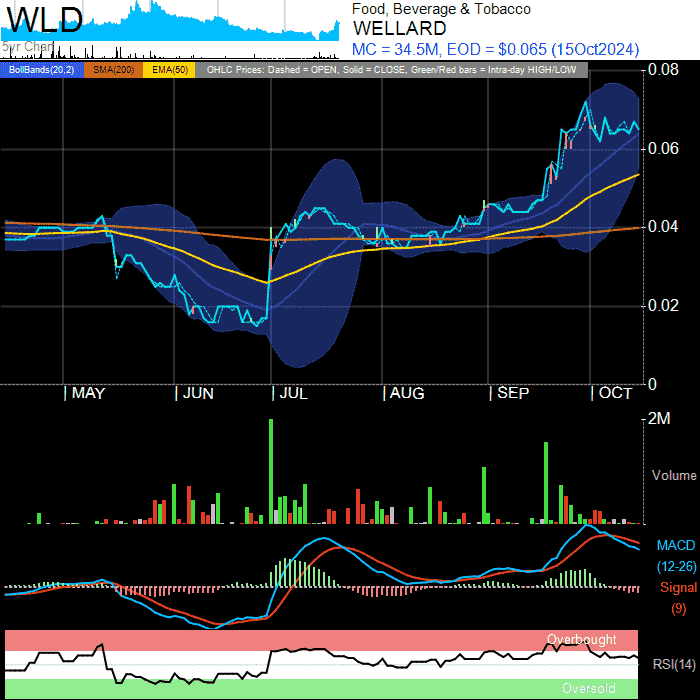 WLD
5yr Chart
Food, Beverage & Tobacco
WELLARD
MC = 34.5M, EOD = $0.065 (15Oct2024)
BollBands(20,2) SMA(200) EMA(50) OHLC Prices: Dashed = OPEN, Solid = CLOSE, Green/Red bars = Intra-day HIGH/LOW
0.08
0.06
0.04
0.02
0
MAY JUN JUL AUG SEP OCT
2M
Volume
MACD
(12-26)
Signal
(9)
Overbought
RSI(14)
Oversold